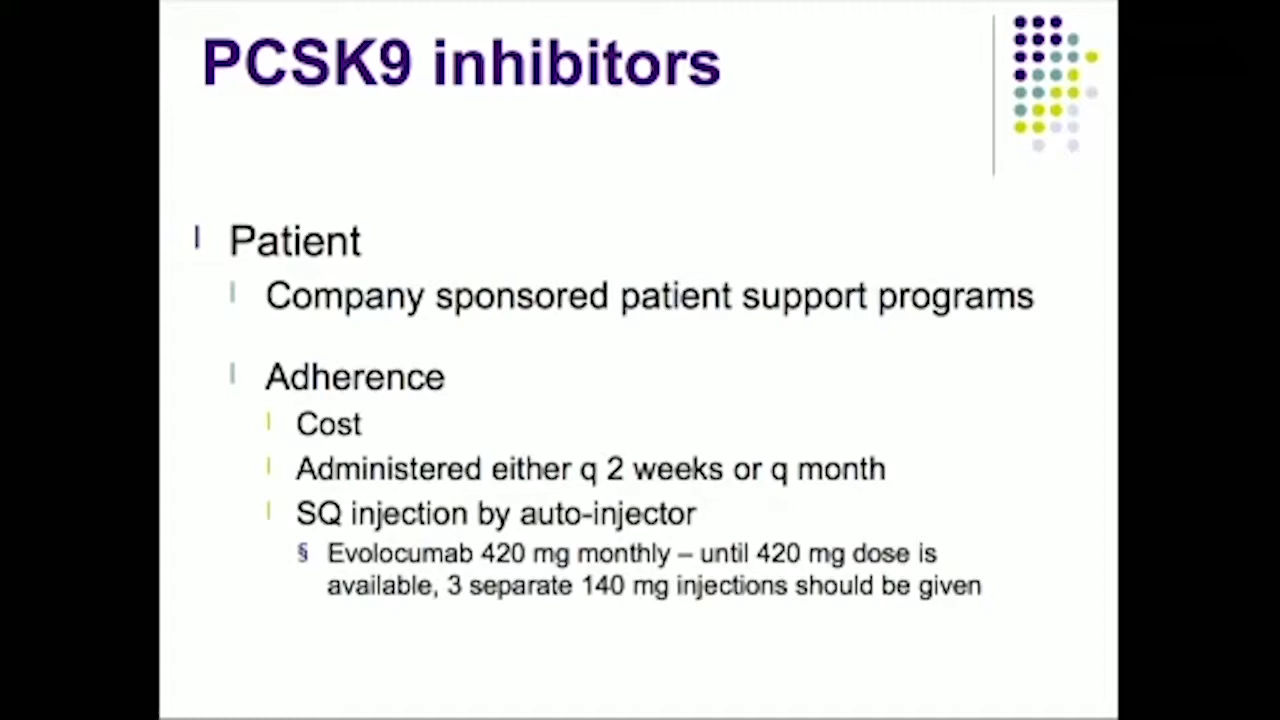 PCSK9 inhibitors
Patient
Company sponsored patient support programs
Adherence
Cost
Administered either q 2 weeks or q month
SQ injection by auto-injector
§ Evolocumab 420 mg monthly – until 420 mg dose is
available, 3 separate 140 mg injections should be given